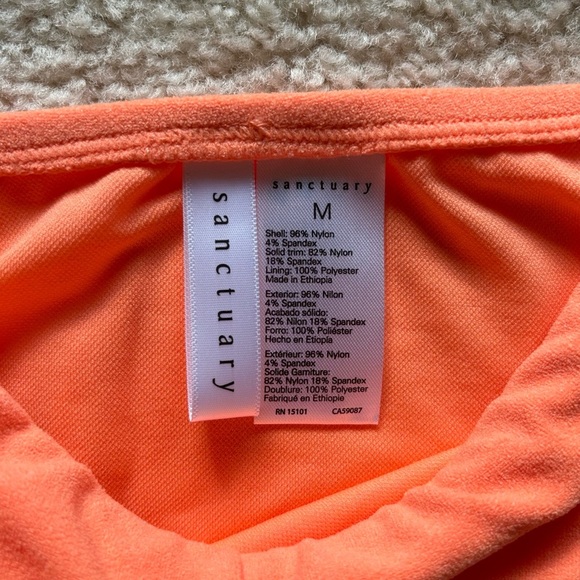 sanctuary
sanctuary
M
Shell: 96% Nylon
4% Spandex
Solid trim: 82% Nylon
18% Spandex
Lining: 100% Polyester
Made in Ethiopia
Exterior: 96% Nilon
4% Spandex
Acabado sólido:
82% Nilon 18% Spandex
Forro: 100% Poliéster
Hecho en Etiopla
Extérieur: 96% Nylon
4% Spandex
Solide Garniture:
82% Nylon 18% Spandex
Doublure: 100% Polyester
Fabriqué en Ethiopie
RN 15101 CA59087